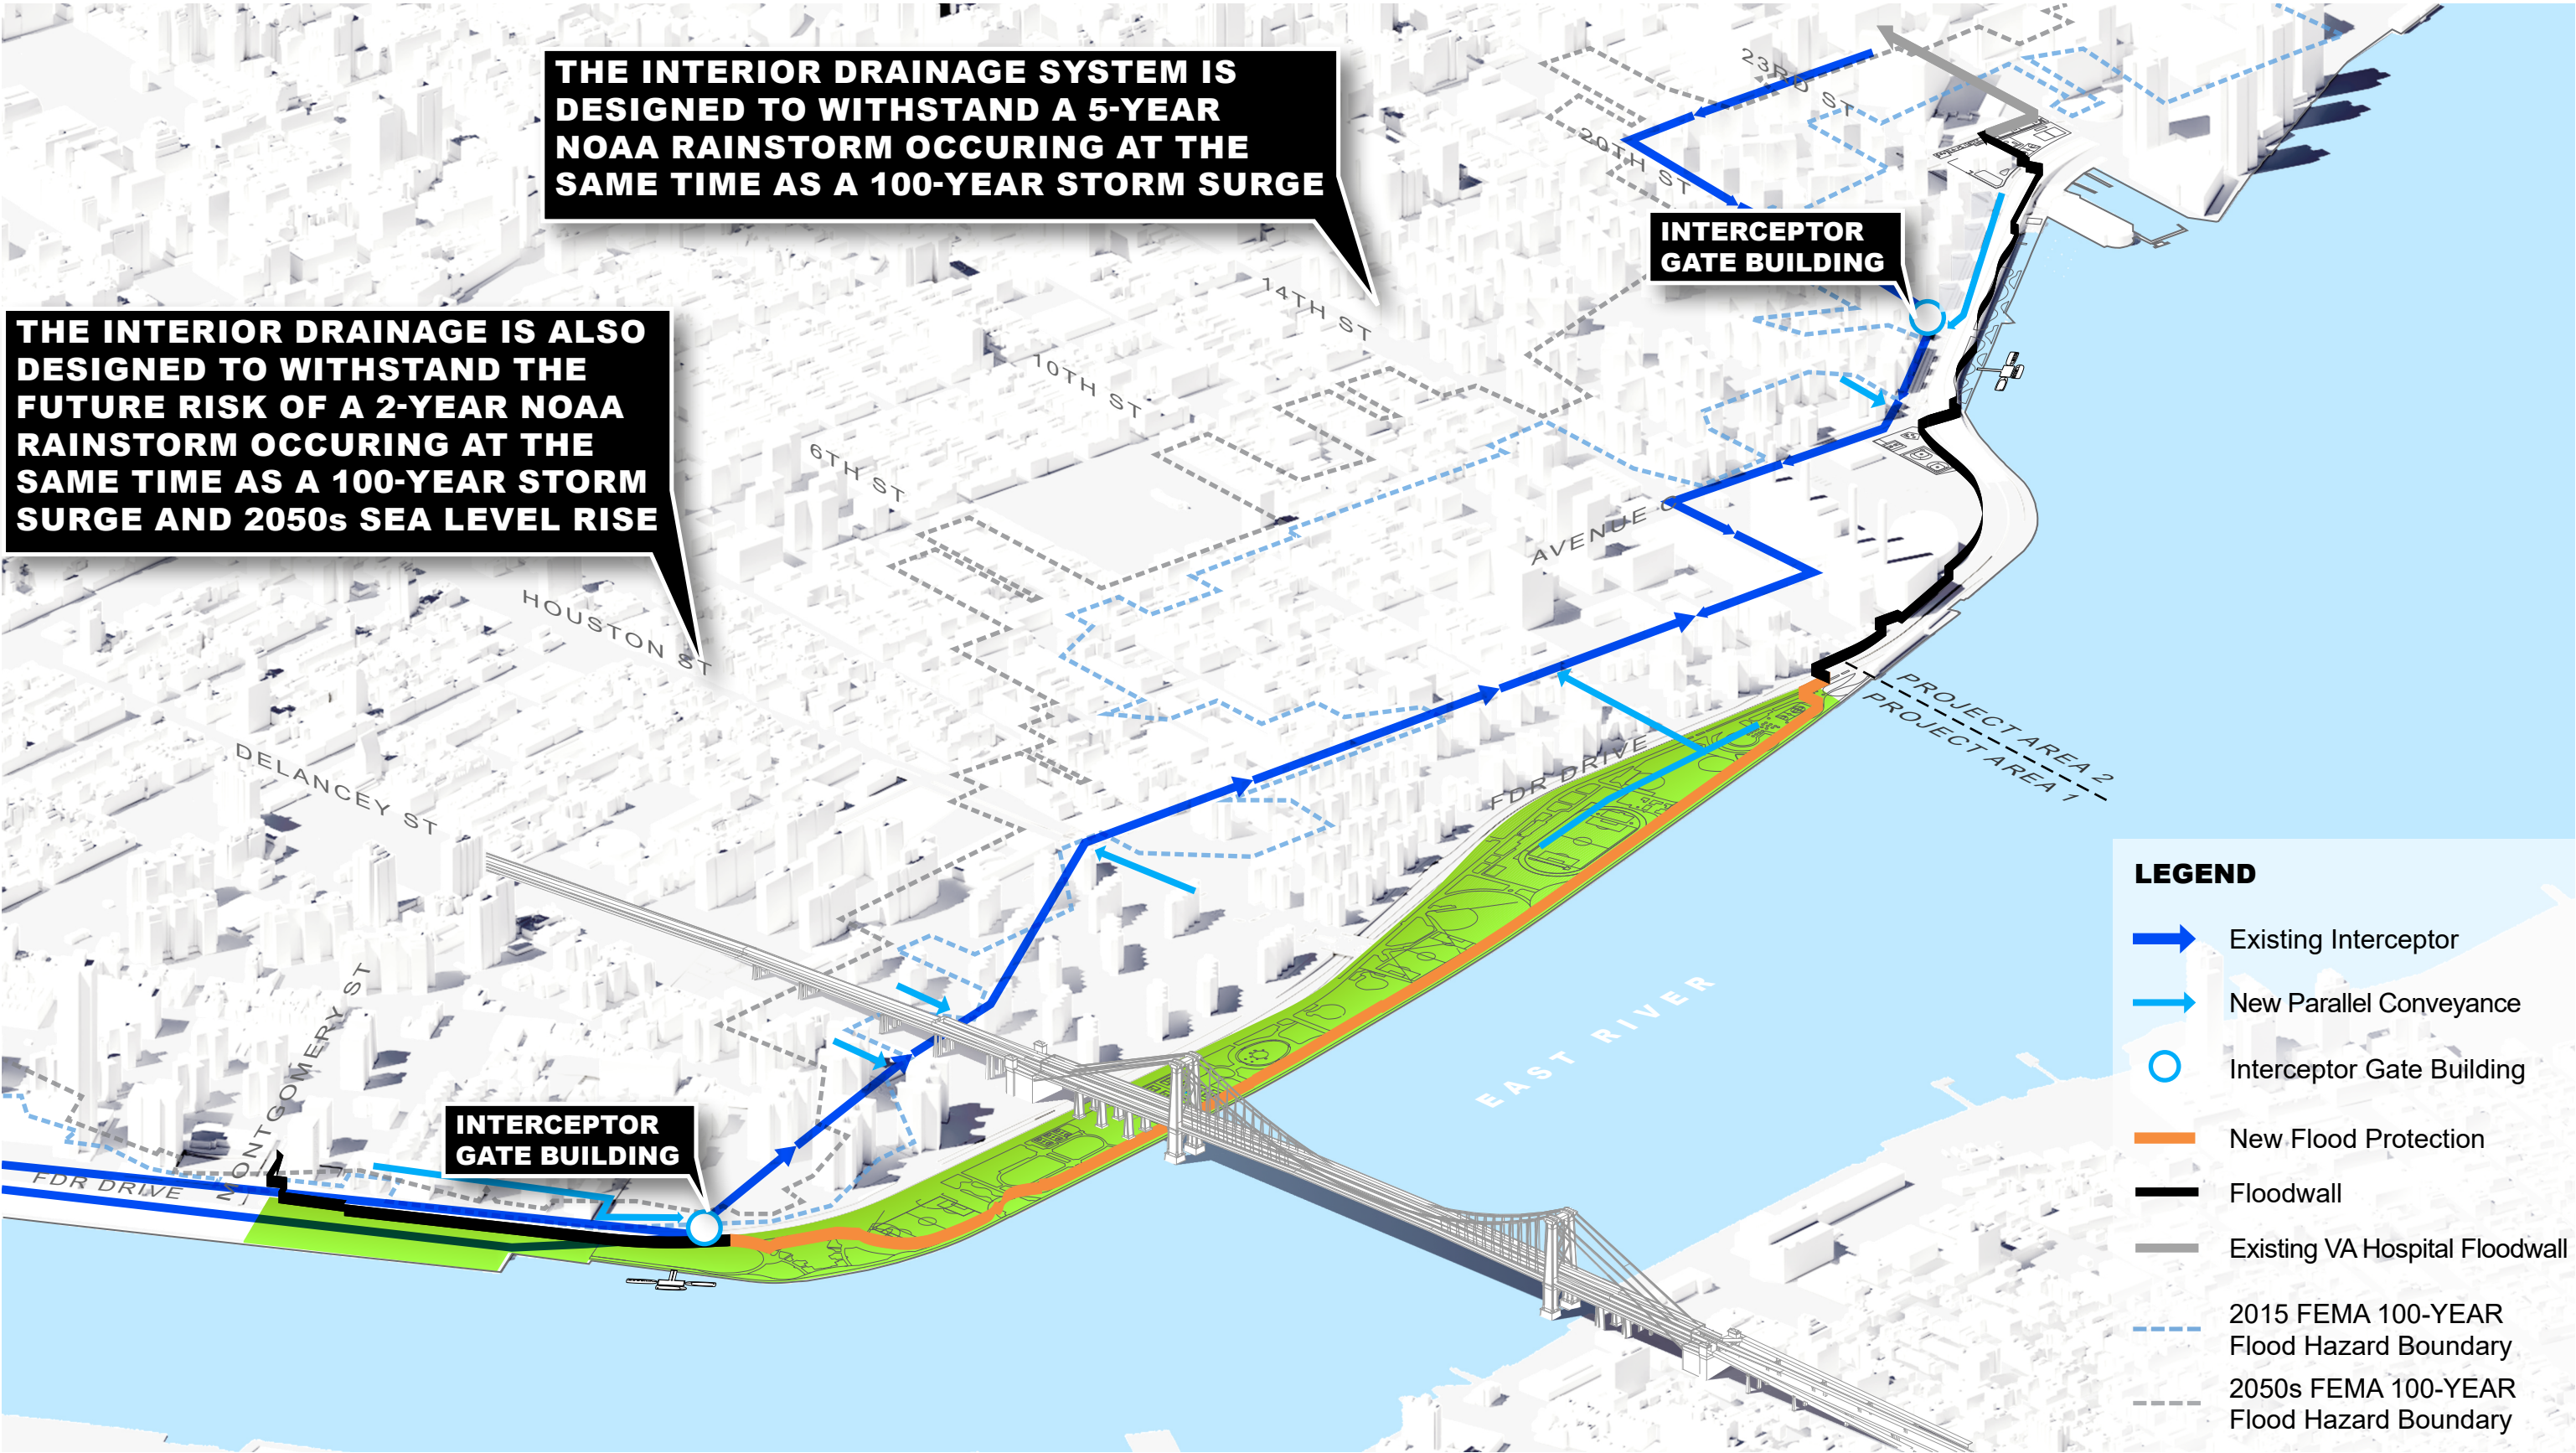 THE INTERIOR DRAINAGE SYSTEM IS
DESIGNED TO WITHSTAND A 5-YEAR
NOAA RAINSTORM OCCURING AT THE
SAME TIME AS A 100-YEAR STORM SURGE
23RD ST
20TH ST
INTERCEPTOR
GATE BUILDING
14TH ST
THE INTERIOR DRAINAGE IS ALSO
DESIGNED TO WITHSTAND THE
FUTURE RISK OF A 2-YEAR NOAA
RAINSTORM OCCURING AT THE
SAME TIME AS A 100-YEAR STORM
SURGE AND 2050s SEA LEVEL RISE
10TH ST
6TH ST
AVENUE C
HOUSTON ST
DELANCEY ST
PROJECT AREA 2
PROJECT AREA 1
FDR DRIVE
EAST RIVER
MONTGOMERY ST
INTERCEPTOR
GATE BUILDING
FDR DRIVE
LEGEND
Existing Interceptor
New Parallel Conveyance
Interceptor Gate Building
New Flood Protection
Floodwall
Existing VA Hospital Floodwall
2015 FEMA 100-YEAR
Flood Hazard Boundary
2050s FEMA 100-YEAR
Flood Hazard Boundary